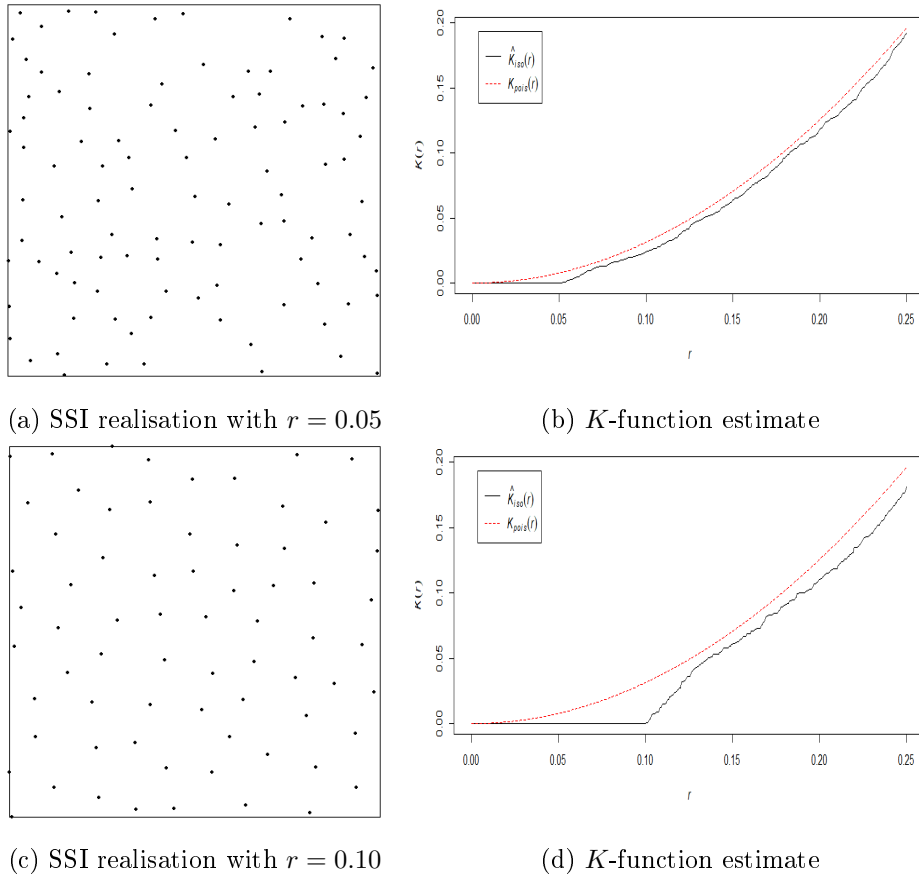 K̂iso(r)
Kpois(r)
K(r)
0.00 0.05 0.10 0.15 0.20
0.00 0.05 0.10 0.15 0.20 0.25
r
(a) SSI realisation with r = 0.05
(b) K-function estimate
K̂iso(r)
Kpois(r)
K(r)
0.00 0.05 0.10 0.15 0.20
0.00 0.05 0.10 0.15 0.20 0.25
r
(c) SSI realisation with r = 0.10
(d) K-function estimate